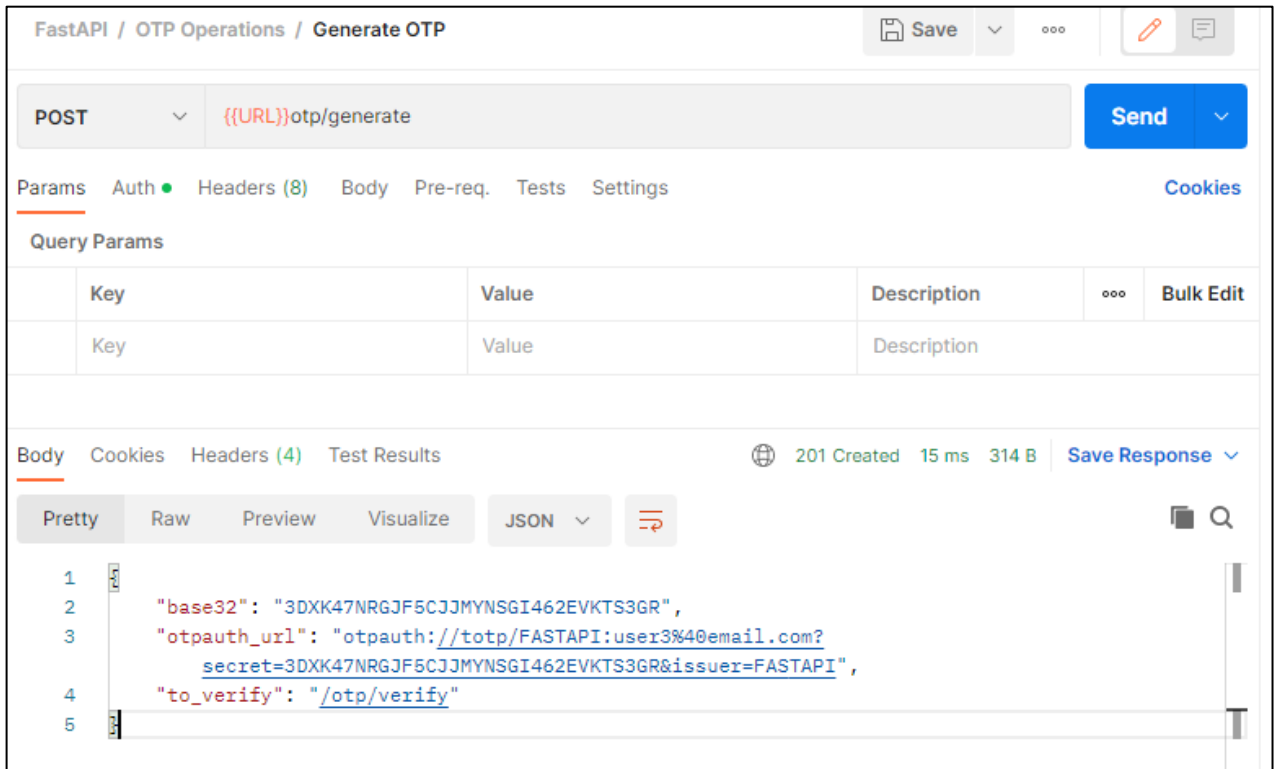 FastAPI / OTP Operations / Generate OTP Save ooo
POST {{URL}}otp/generate Send
Params Auth Headers (8) Body Pre-req. Tests Settings Cookies
Query Params
Key Value Description ooo Bulk Edit
Key Value Description
Body Cookies Headers (4) Test Results 201 Created 15 ms 314 B Save Response
Pretty Raw Preview Visualize JSON
1 {
2 "base32": "3DXK47NRGJF5CJJMYNSGI462EVKTS3GR",
3 "otpauth_url": "otpauth://totp/FASTAPI:user3%40email.com?
secret=3DXK47NRGJF5CJJMYNSGI462EVKTS3GR&issuer=FASTAPI",
4 "to_verify": "/otp/verify"
5 }